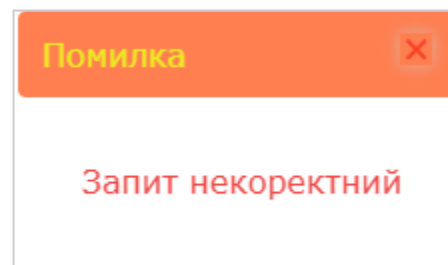 Помилка
Запит некоректний